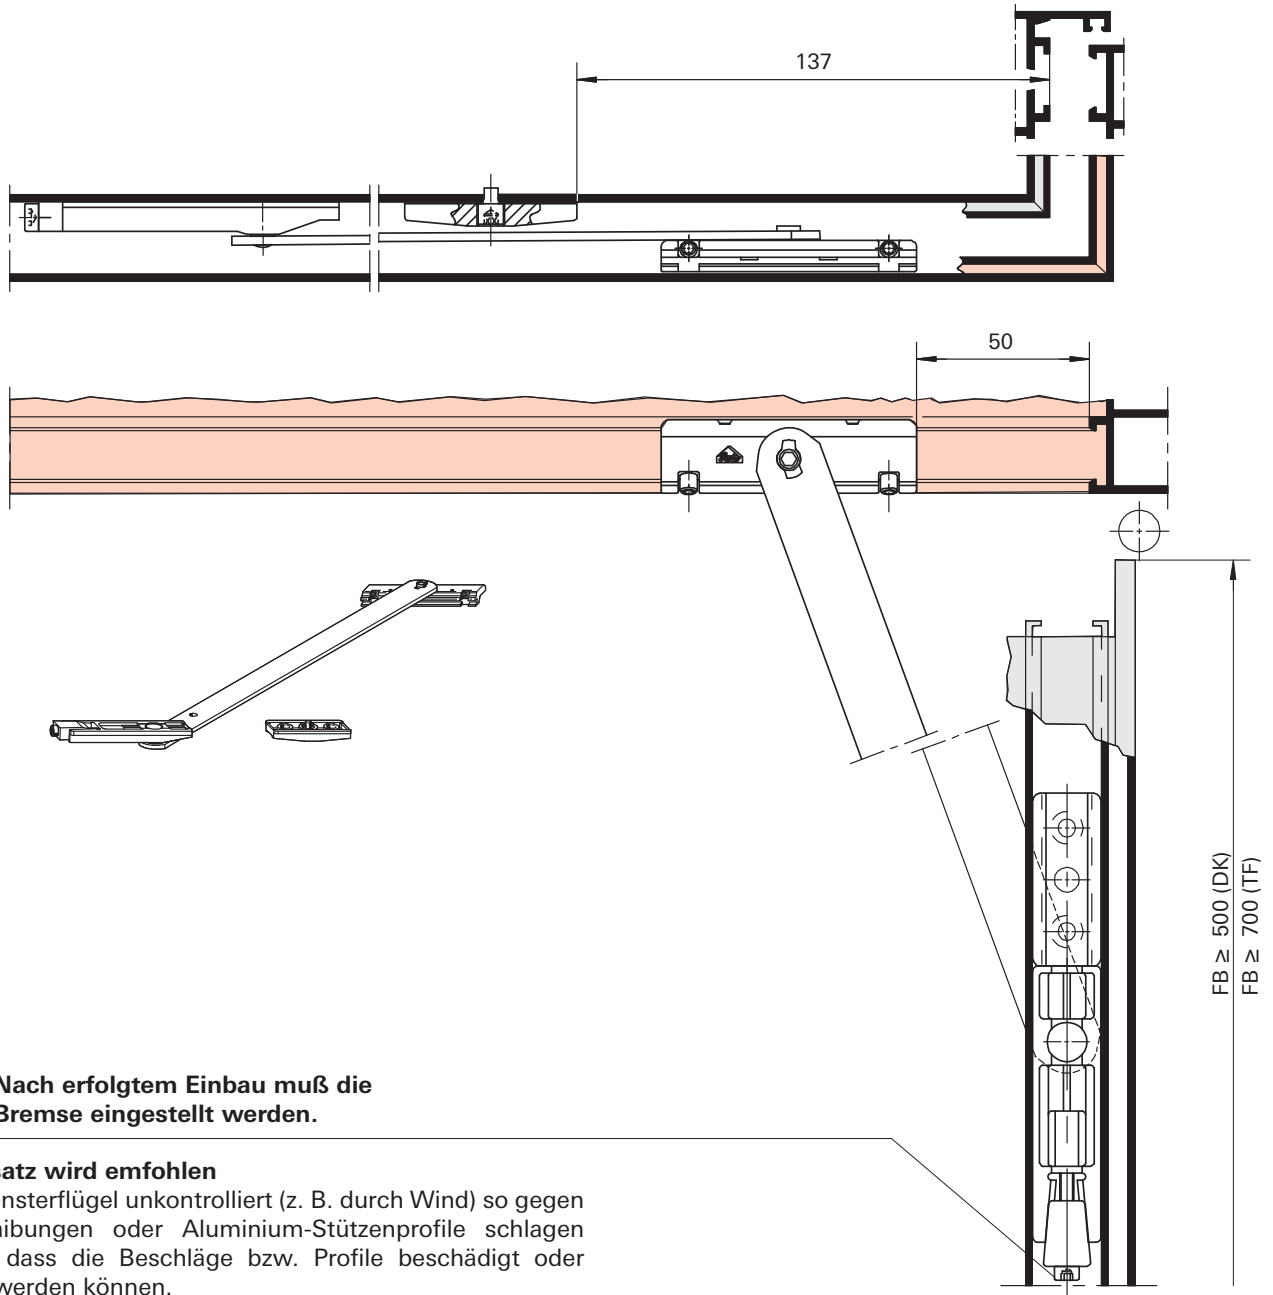 137
50
FB ≥ 500 (DK)
FB ≥ 700 (TF)
Nach erfolgtem Einbau muß die
Bremse eingestellt werden.
satz wird emfohlen
ensterflügel unkontrolliert (z. B. durch Wind) so gegen
ibungen oder Aluminium-Stützenprofile schlagen
dass die Beschläge bzw. Profile beschädigt oder
werden können.